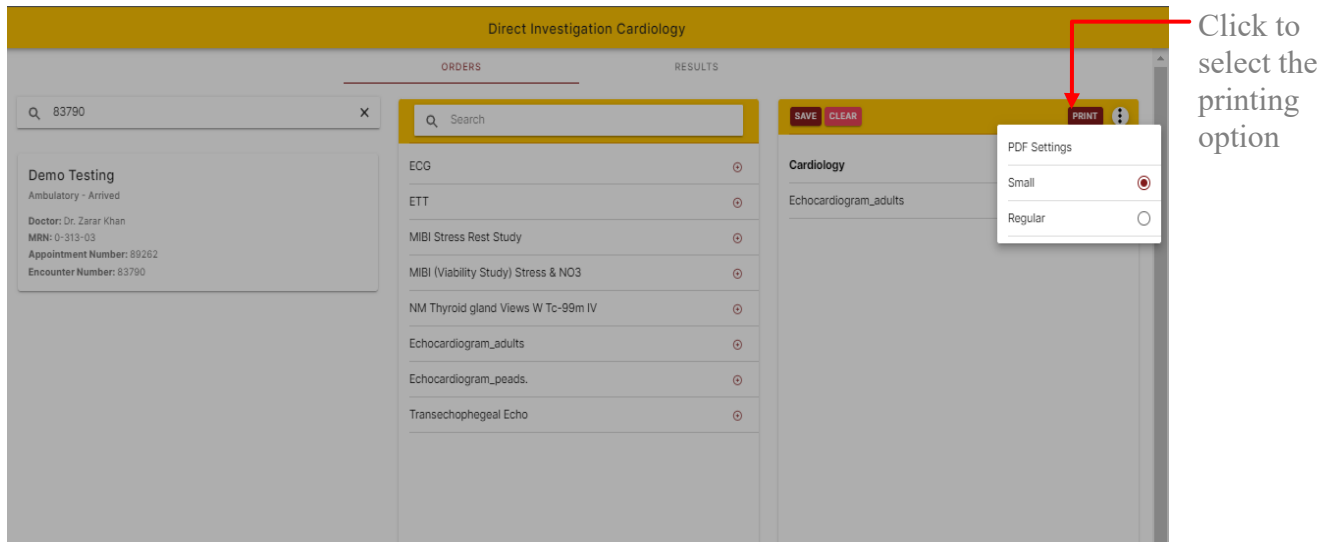 Direct Investigation Cardiology
ORDERS
RESULTS
83790
X
Demo Testing
Ambulatory - Arrived
Doctor: Dr. Zarar Khan
MRN: 0-313-03
Appointment Number: 89262
Encounter Number: 83790
Search
ECG
ETT
MIBI Stress Rest Study
MIBI (Viability Study) Stress & NO3
NM Thyroid gland Views W Tc-99m IV
Echocardiogram_adults
Echocardiogram_peads.
Transechophegeal Echo
SAVE CLEAR
PRINT
Cardiology
Echocardiogram_adults
PDF Settings
Small
Regular
Click to
select the
printing
option